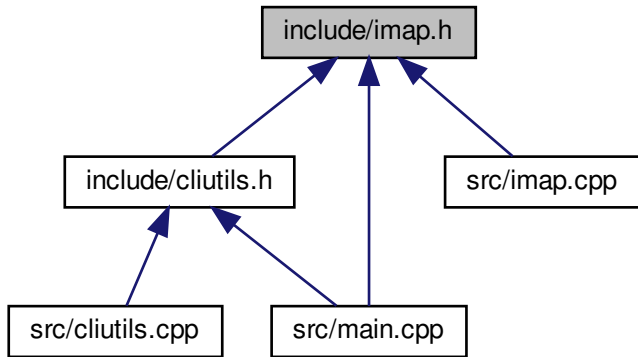 include/imap.h
include/cliutils.h
src/imap.cpp
src/cliutils.cpp
src/main.cpp